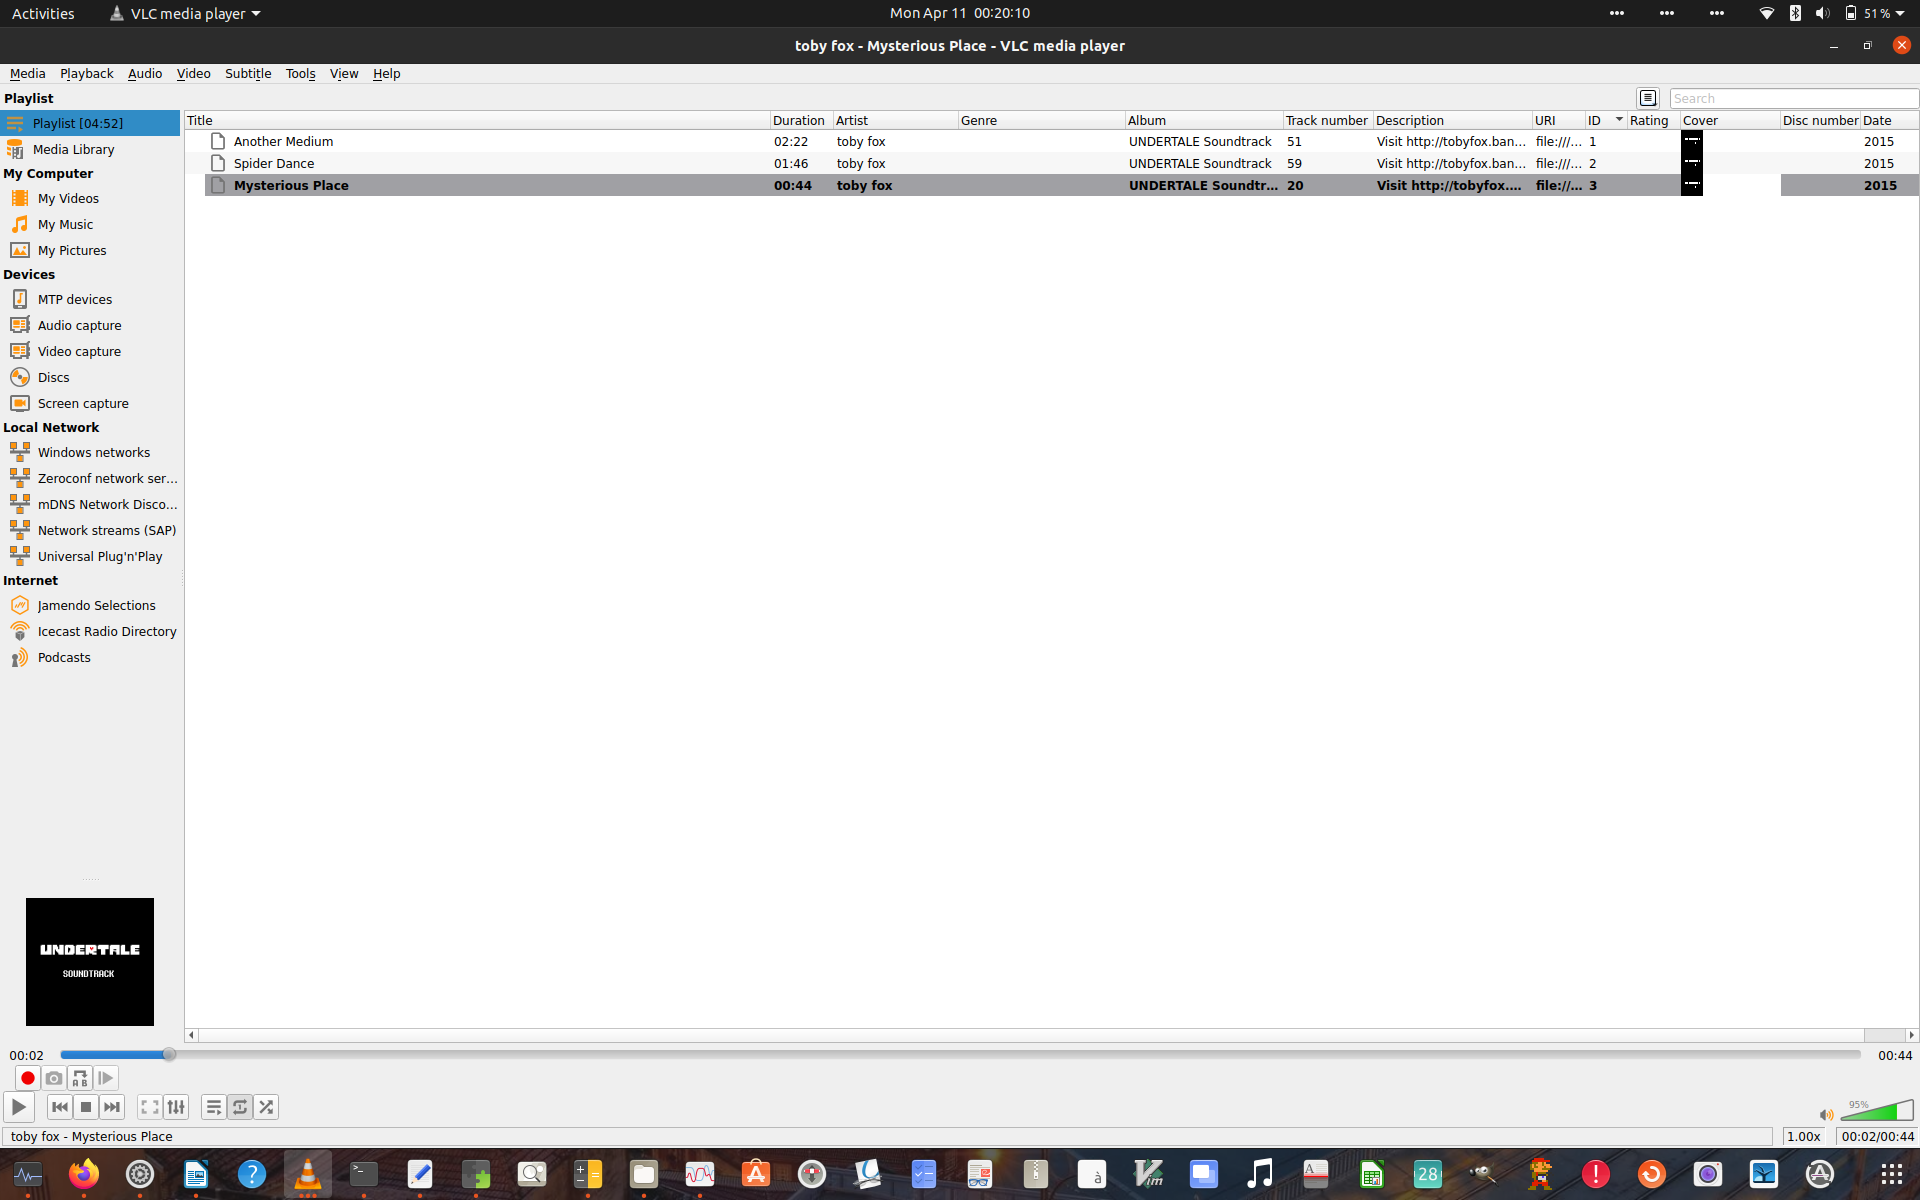 Activities VLC media player Mon Apr 11 00:20:10 51 %
toby fox - Mysterious Place - VLC media player
Media Playback Audio Video Subtitle Tools View Help
Playlist Search
Playlist [04:52]
Media Library
My Computer
My Videos
My Music
My Pictures
Devices
MTP devices
Audio capture
Video capture
Discs
Screen capture
Local Network
Windows networks
Zeroconf network ser...
mDNS Network Disco...
Network streams (SAP)
Universal Plug'n'Play
Internet
Jamendo Selections
Icecast Radio Directory
Podcasts
Title Duration Artist Genre Album Track number Description URI ID Rating Cover Disc number Date
Another Medium 02:22 toby fox UNDERTALE Soundtrack 51 Visit http://tobyfox.ban... file:///... 1 2015
Spider Dance 01:46 toby fox UNDERTALE Soundtrack 59 Visit http://tobyfox.ban... file:///... 2 2015
Mysterious Place 00:44 toby fox UNDERTALE Soundtr... 20 Visit http://tobyfox.... file://... 3 2015
UNDERTALE
SOUNDTRACK
00:02 00:44
A B
95%
toby fox - Mysterious Place 1.00x 00:02/00:44
>_ ? à Vim A 28 !